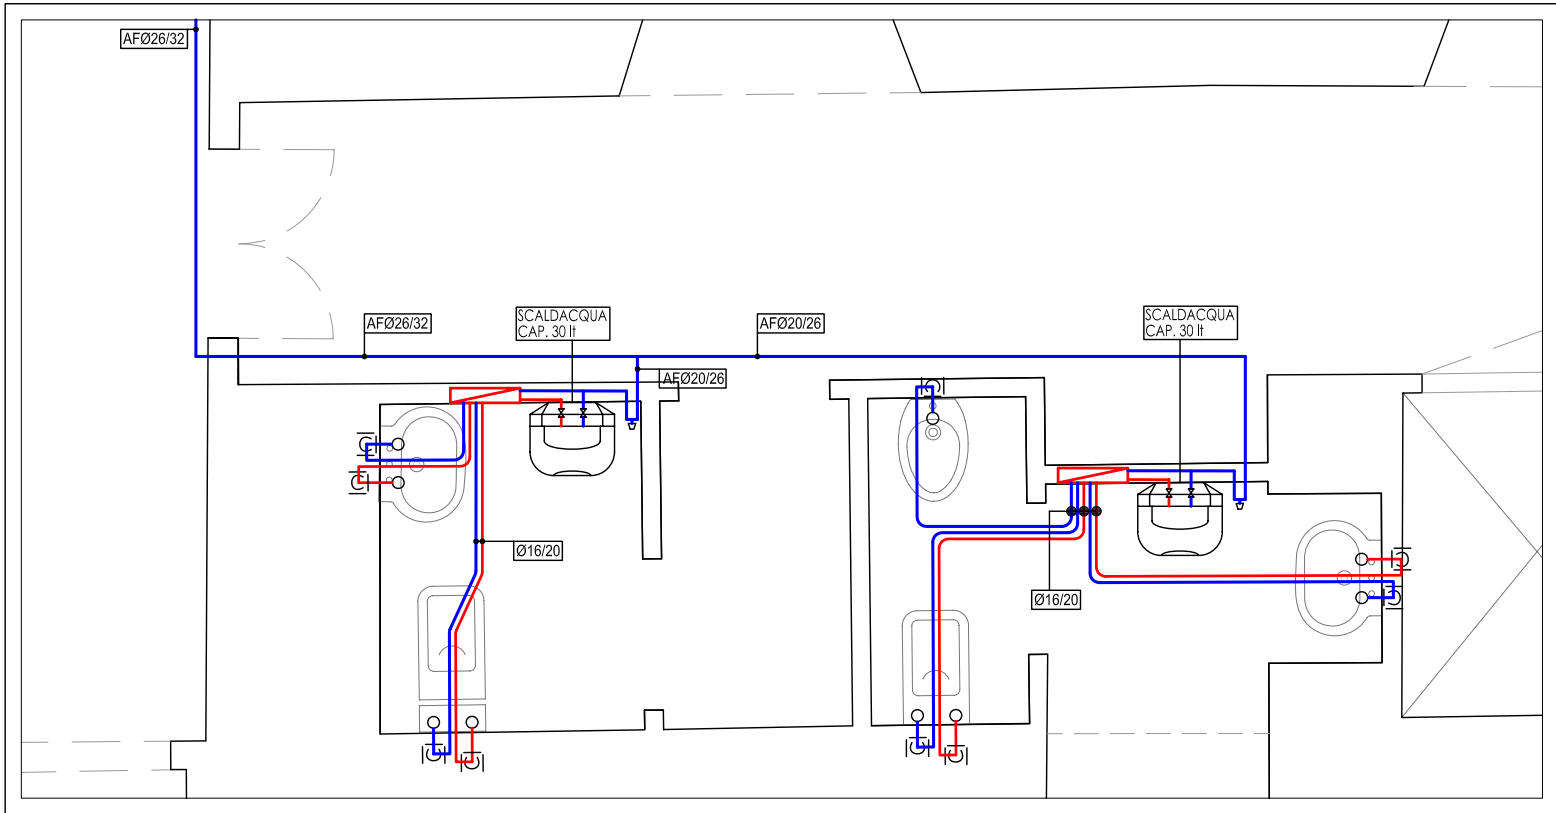 AFØ26/32
AFØ26/32
SCALDACQUA
CAP. 30 lt
AFØ20/26
SCALDACQUA
CAP. 30 lt
AFØ20/26
Ø16/20
Ø16/20